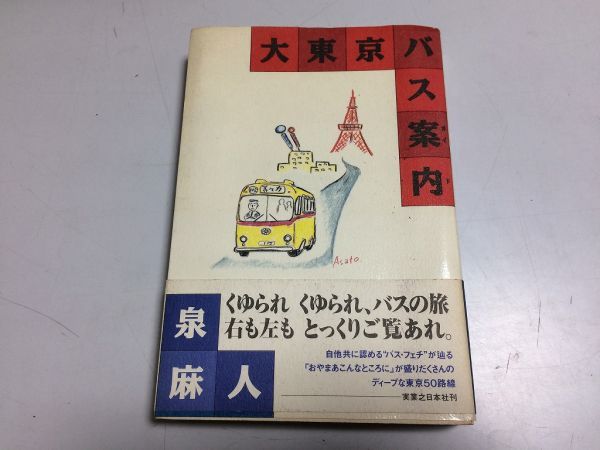 大東京バス案内
ガイド
Asato
くゆられ くゆられ、バスの旅
右も左も とっくりご覧あれ。
泉麻人
自他共に認める“バス・フェチ”が辿る
「おやまあこんなところに」が盛りだくさんの
ディープな東京50路線
実業之日本社刊